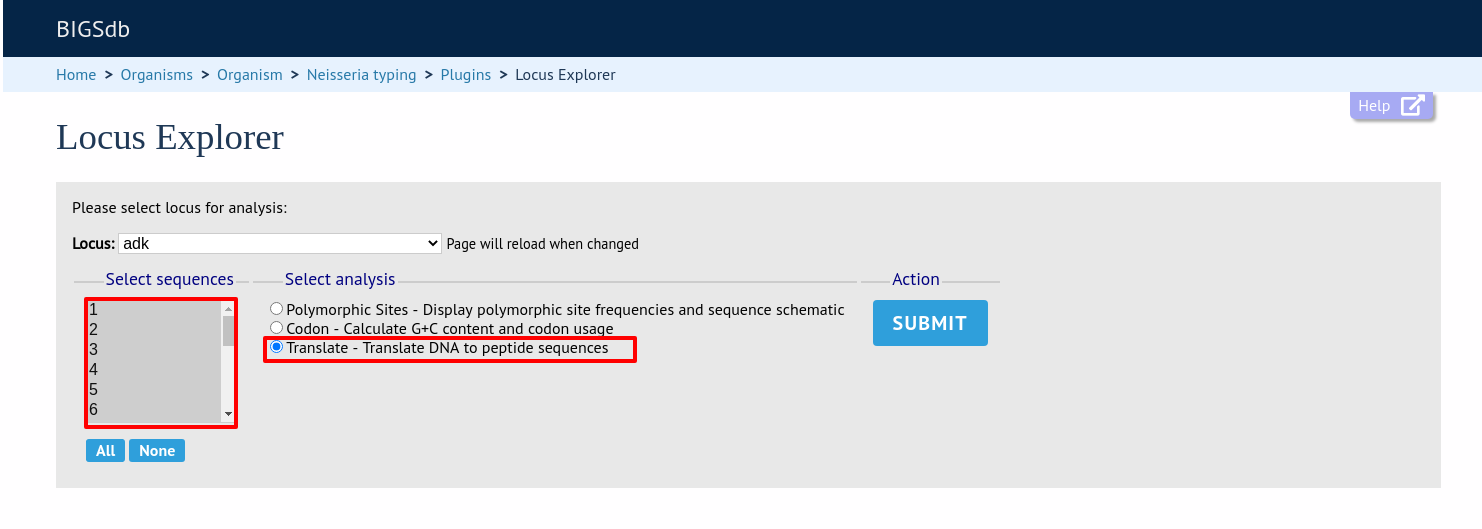 BIGSdb
Home > Organisms > Organism > Neisseria typing > Plugins > Locus Explorer
Help
Locus Explorer
Please select locus for analysis:
Locus: adk Page will reload when changed
Select sequences Select analysis Action
1
2
3
4
5
6
Polymorphic Sites - Display polymorphic site frequencies and sequence schematic
Codon - Calculate G+C content and codon usage
Translate - Translate DNA to peptide sequences
SUBMIT
All None